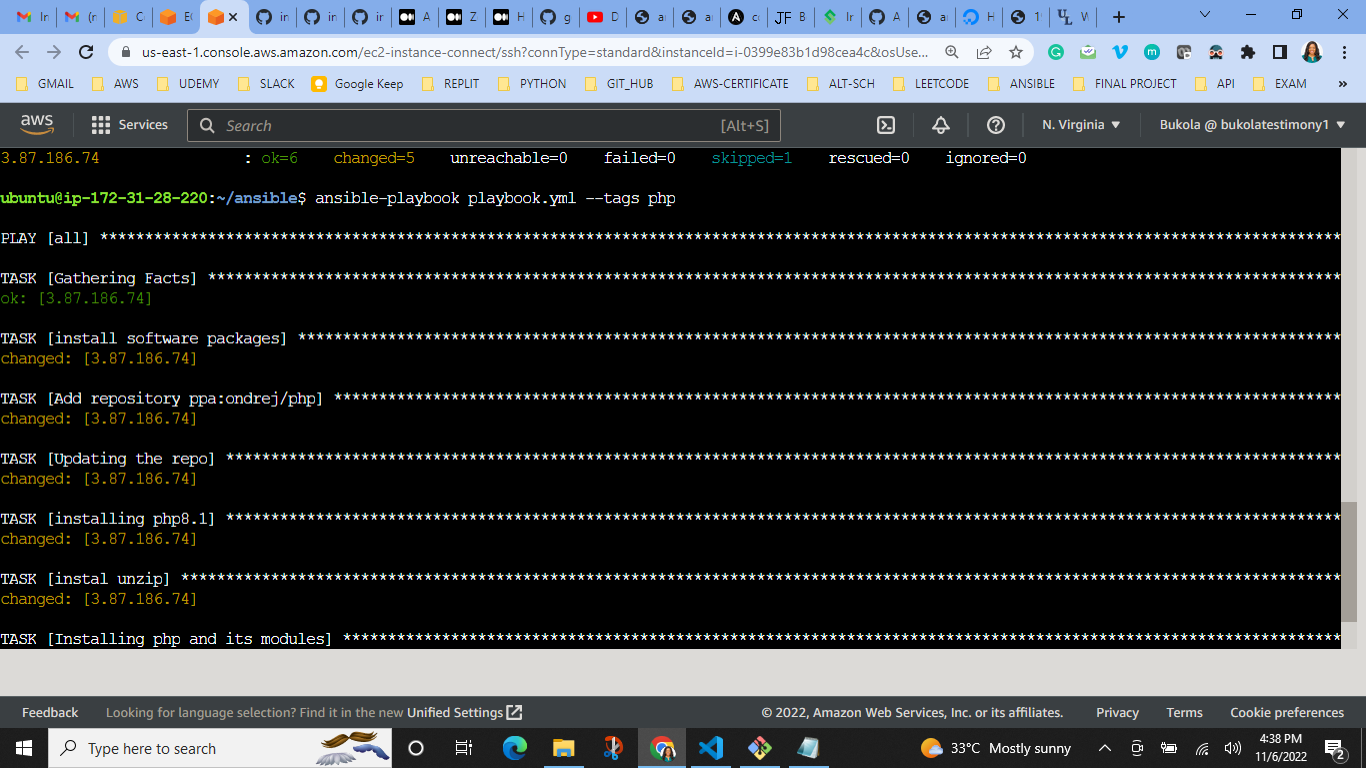 us-east-1.console.aws.amazon.com/ec2-instance-connect/ssh?connType=standard&instanceId=i-0399e83b1d98cea4c&osUse...
GMAIL AWS UDEMY SLACK Google Keep REPLIT PYTHON GIT_HUB AWS-CERTIFICATE ALT-SCH LEETCODE ANSIBLE FINAL PROJECT API EXAM »
aws Services Search [Alt+S] N. Virginia Bukola @ bukolatestimony1
3.87.186.74 : ok=6 changed=5 unreachable=0 failed=0 skipped=1 rescued=0 ignored=0
ubuntu@ip-172-31-28-220:~/ansible$ ansible-playbook playbook.yml --tags php
PLAY [all] ****************************************************************************************************************************************
TASK [Gathering Facts] ****************************************************************************************************************************
ok: [3.87.186.74]
TASK [install software packages] ******************************************************************************************************************
changed: [3.87.186.74]
TASK [Add repository ppa:ondrej/php] **************************************************************************************************************
changed: [3.87.186.74]
TASK [Updating the repo] **************************************************************************************************************************
changed: [3.87.186.74]
TASK [installing php8.1] **************************************************************************************************************************
changed: [3.87.186.74]
TASK [instal unzip] *******************************************************************************************************************************
changed: [3.87.186.74]
TASK [Installing php and its modules] *************************************************************************************************************
Feedback Looking for language selection? Find it in the new Unified Settings © 2022, Amazon Web Services, Inc. or its affiliates. Privacy Terms Cookie preferences
Type here to search 33°C Mostly sunny 4:38 PM
11/6/2022 2